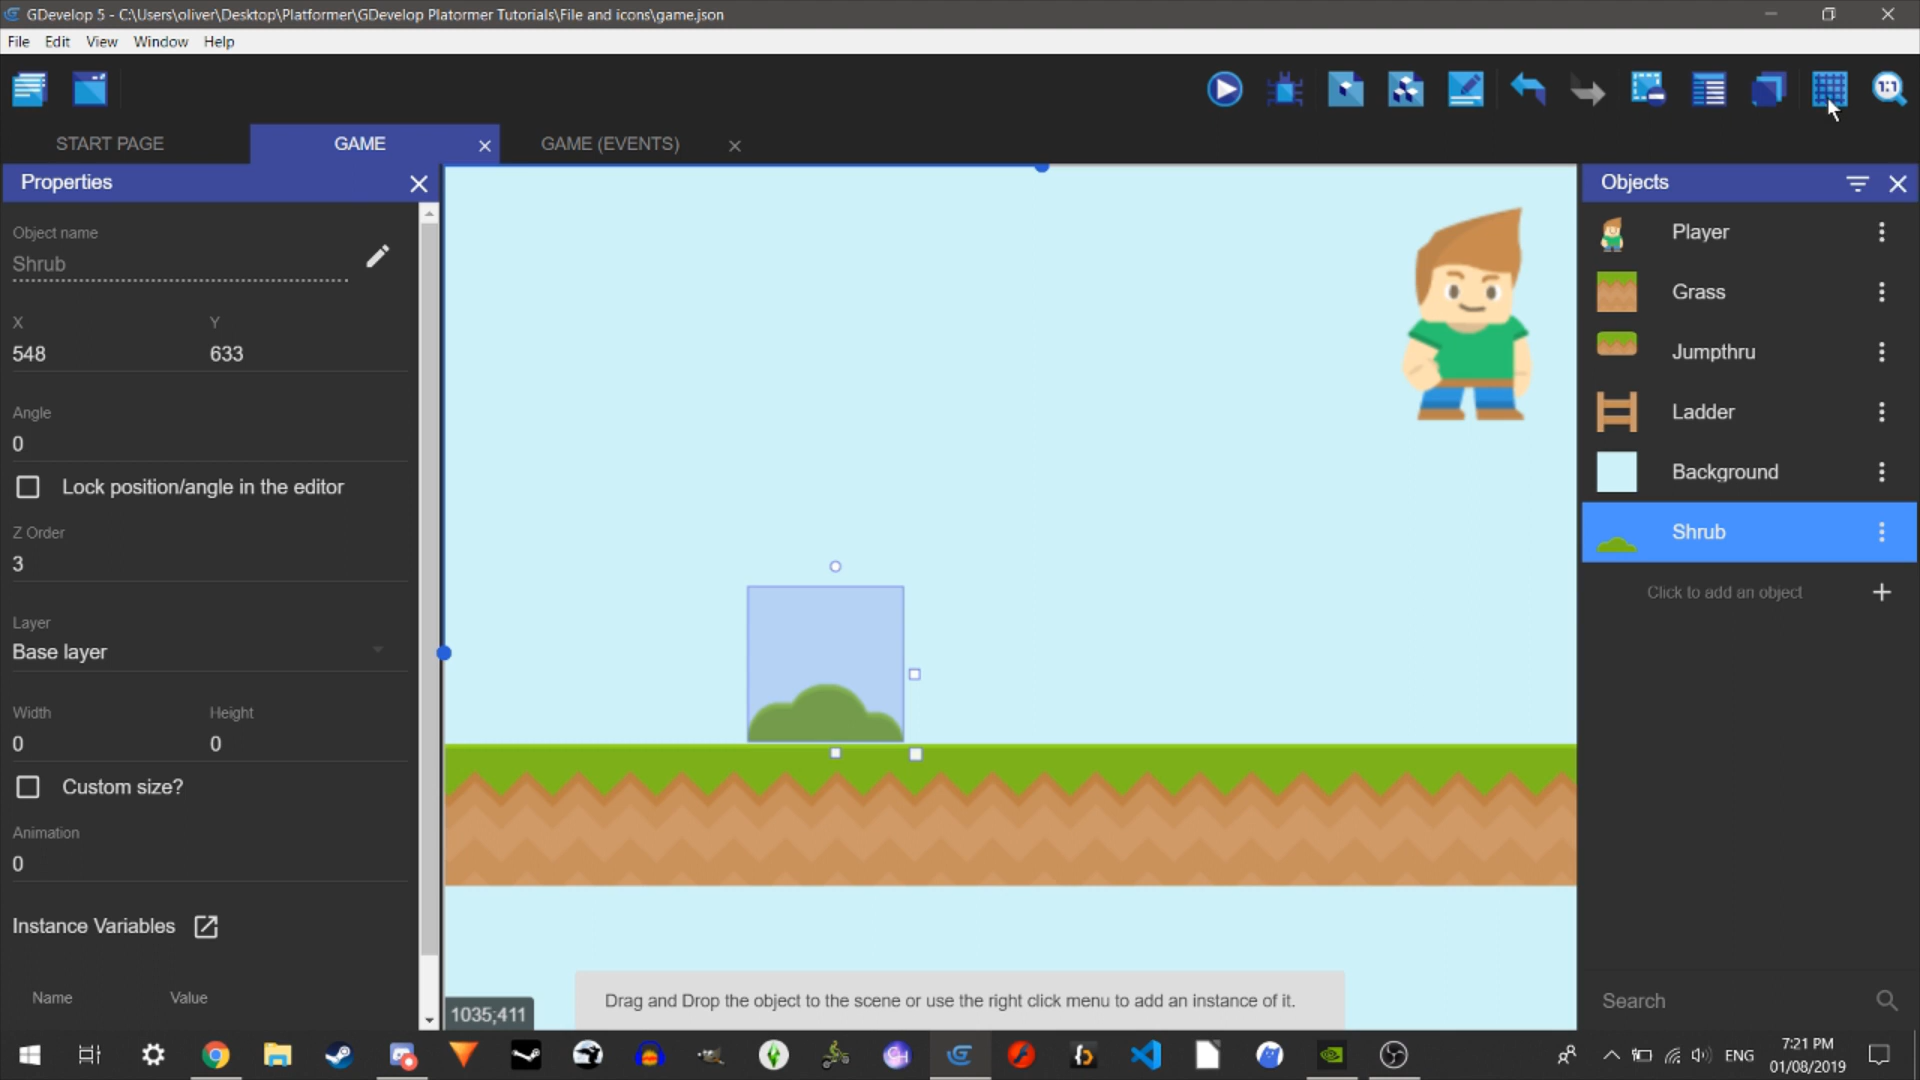 GDevelop 5 - C:\Users\oliver\Desktop\Platformer\GDevelop Platormer Tutorials\File and icons\game.json
File Edit View Window Help
1:1
START PAGE
GAME
GAME (EVENTS)
Properties
Object name
Shrub
X Y
548 633
Angle
0
Lock position/angle in the editor
Z Order
3
Layer
Base layer
Width Height
0 0
Custom size?
Animation
0
Instance Variables
Name Value
1035;411
Drag and Drop the object to the scene or use the right click menu to add an instance of it.
Objects
Player
Grass
Jumpthru
Ladder
Background
Shrub
Click to add an object
Search
CH
ENG
7:21 PM
01/08/2019